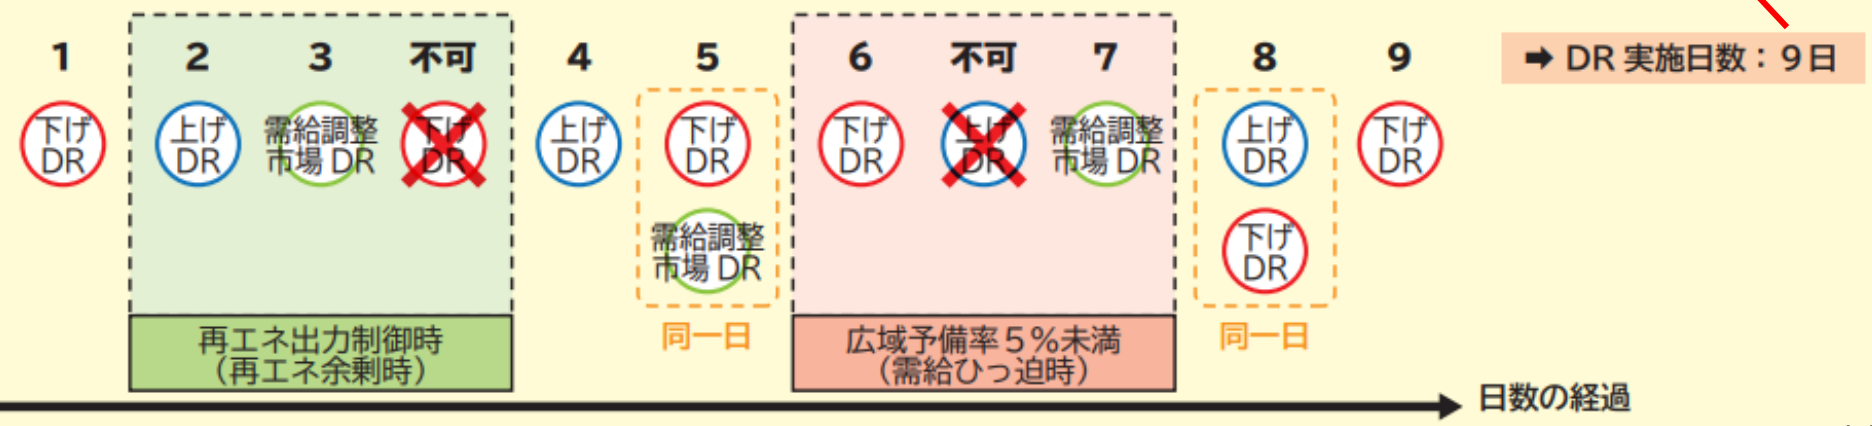 1
2
3
不可
4
5
6
不可
7
8
9
➡ DR 実施日数：９日
下げ
DR
上げ
DR
需給調整
市場 DR
下げ
DR
上げ
DR
下げ
DR
下げ
DR
上げ
DR
需給調整
市場 DR
上げ
DR
下げ
DR
需給調整
市場 DR
下げ
DR
再エネ出力制御時
（再エネ余剰時）
同一日
広域予備率５％未満
（需給ひっ迫時）
同一日
日数の経過